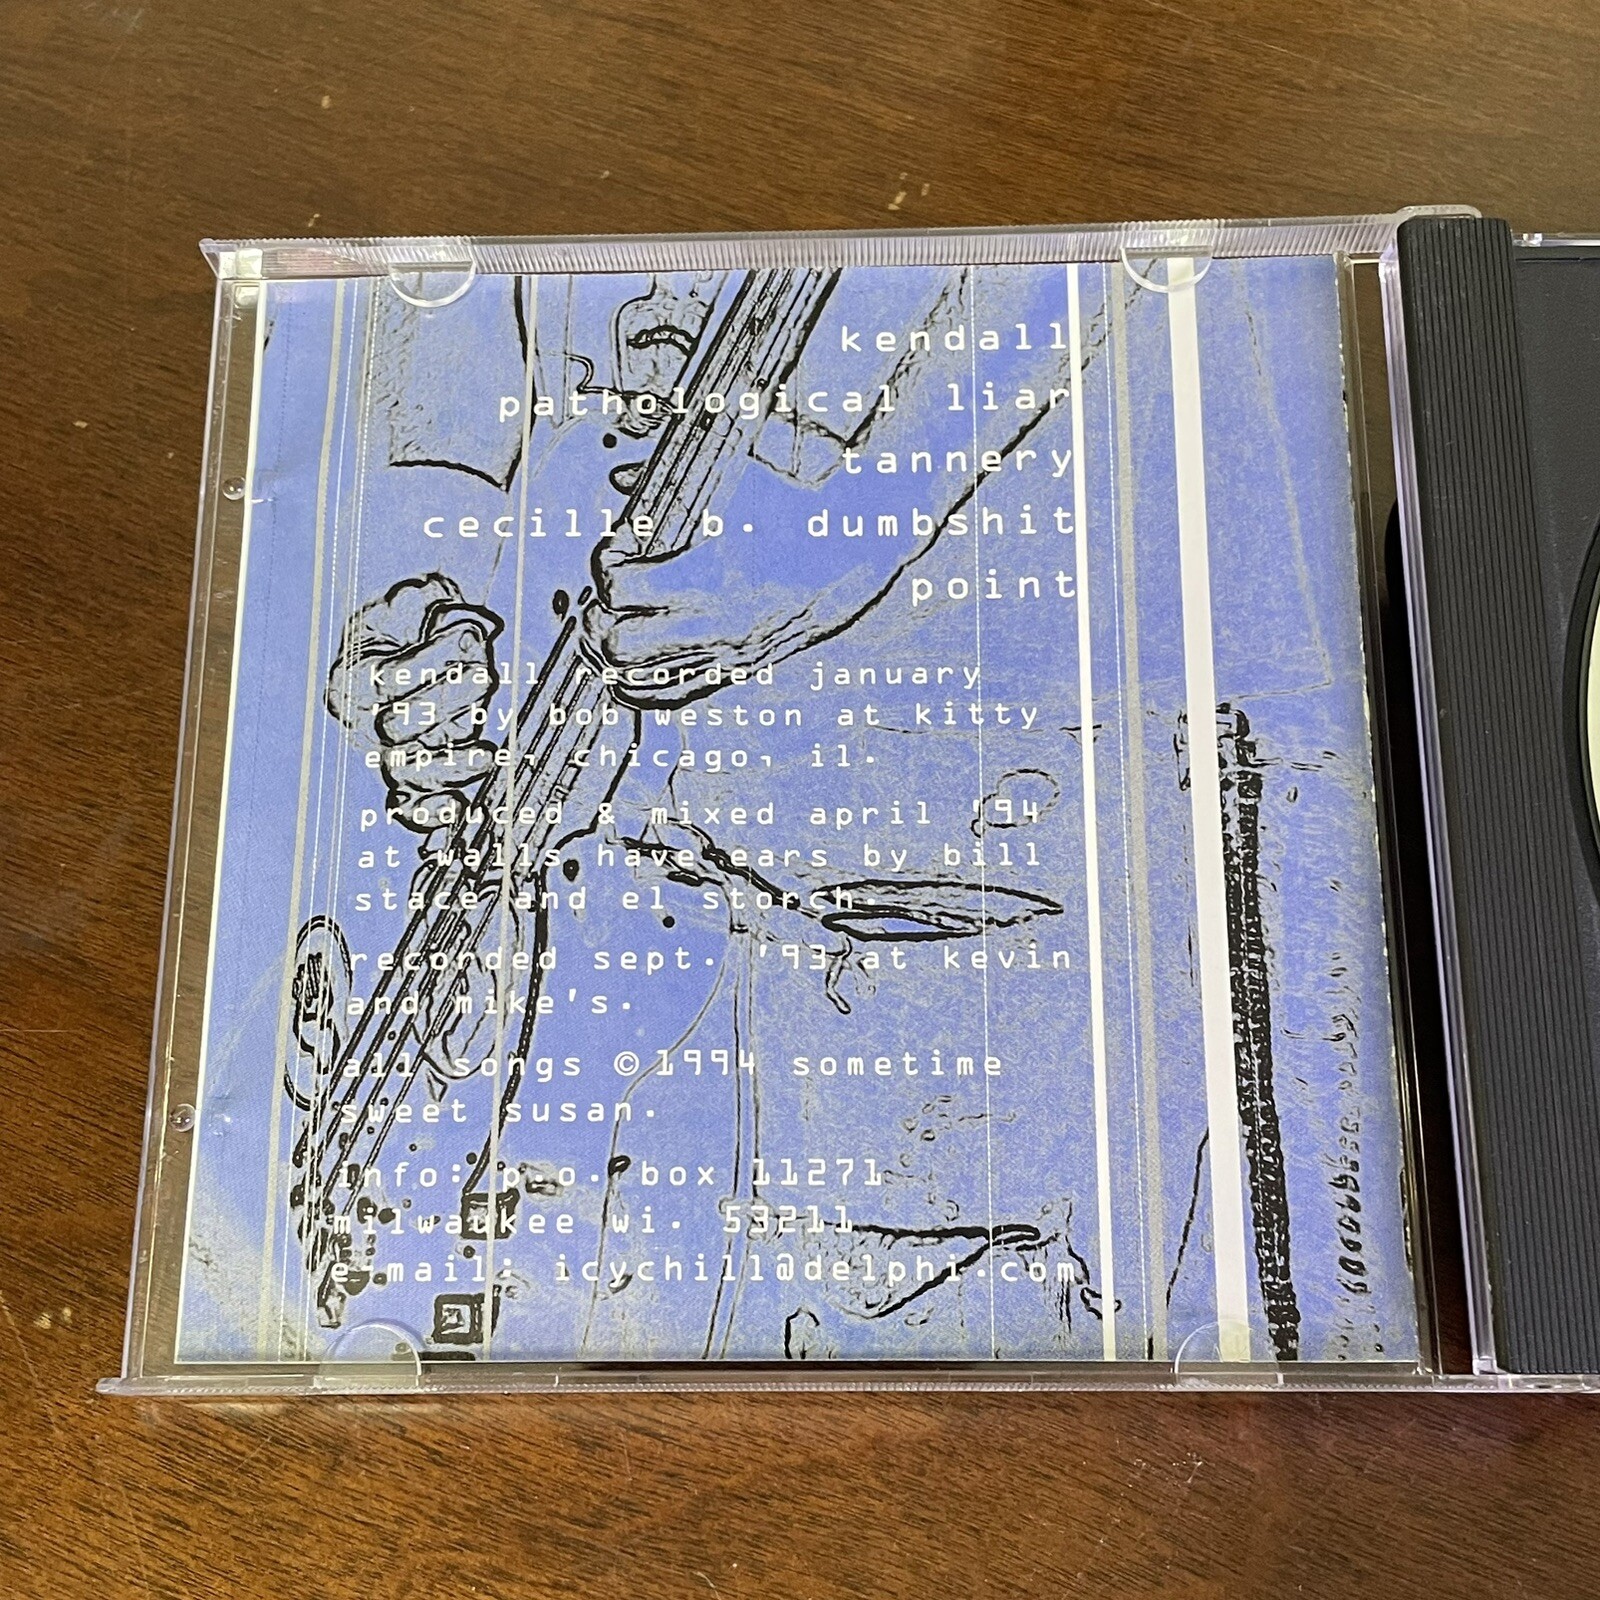 kendall
pathological liar
tannery
cecille b. dumbshit
point
kendall recorded january
'93 by bob weston at kitty
empire, chicago, il.
produced & mixed april '94
at walls have ears by bill
stace and el storch.
recorded sept. '93 at kevin
and mike's.
all songs ©1994 sometime
sweet susan.
info: p.o. box 11271
milwaukee wi. 53211
e-mail: icychill@delphi.com